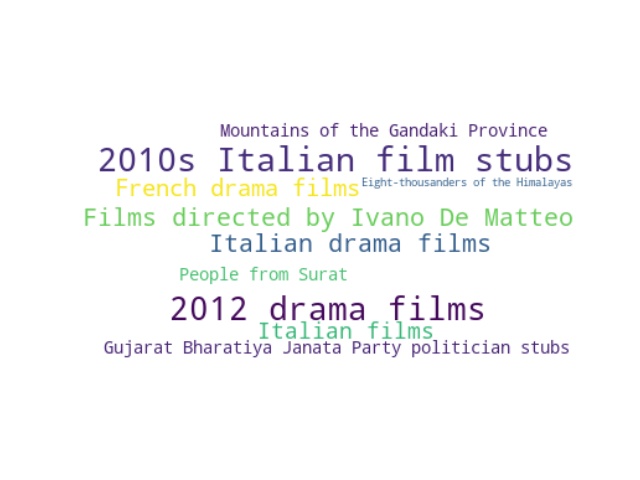 Mountains of the Gandaki Province
2010s Italian film stubs
French drama films
Eight-thousanders of the Himalayas
Films directed by Ivano De Matteo
Italian drama films
People from Surat
2012 drama films
Italian films
Gujarat Bharatiya Janata Party politician stubs